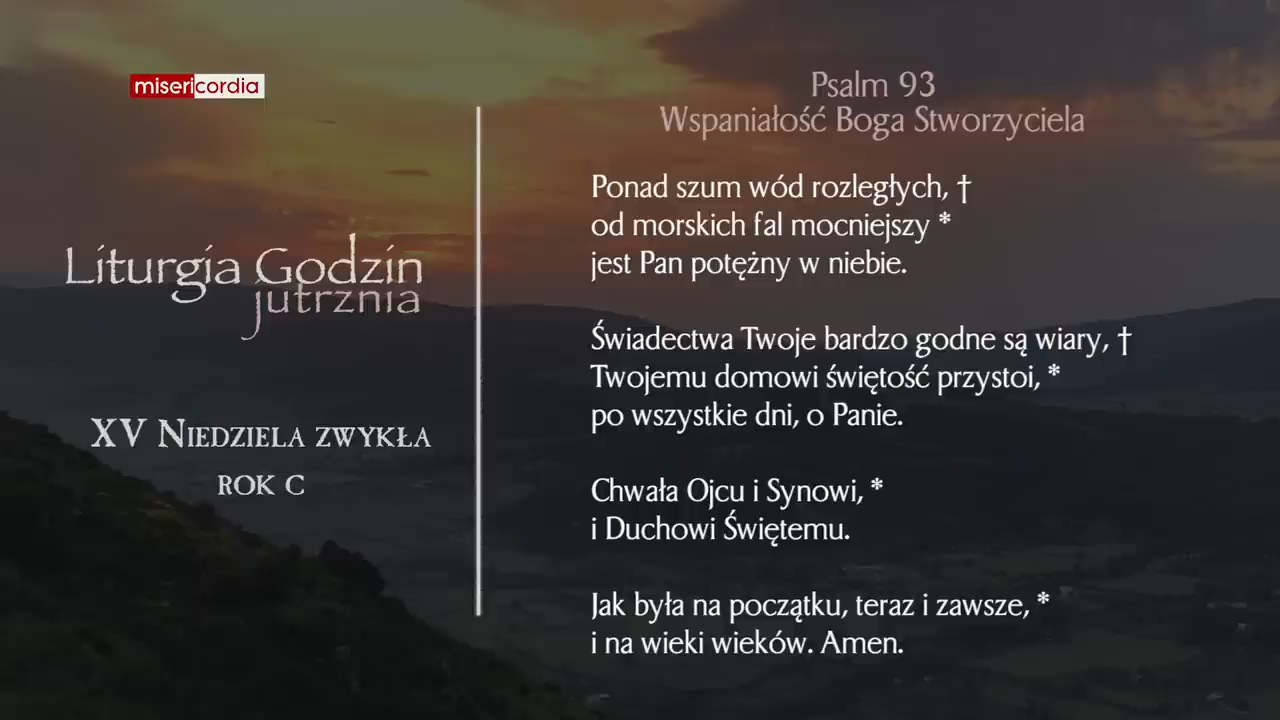 misericordia
Liturgia Godzin
jutrznia
XV Niedziela zwykła
rok C
Psalm 93
Wspaniałość Boga Stworzyciela
Ponad szum wód rozległych, †
od morskich fal mocniejszy *
jest Pan potężny w niebie.
Świadectwa Twoje bardzo godne są wiary, †
Twojemu domowi świętość przystoi, *
po wszystkie dni, o Panie.
Chwała Ojcu i Synowi, *
i Duchowi Świętemu.
Jak była na początku, teraz i zawsze, *
i na wieki wieków. Amen.